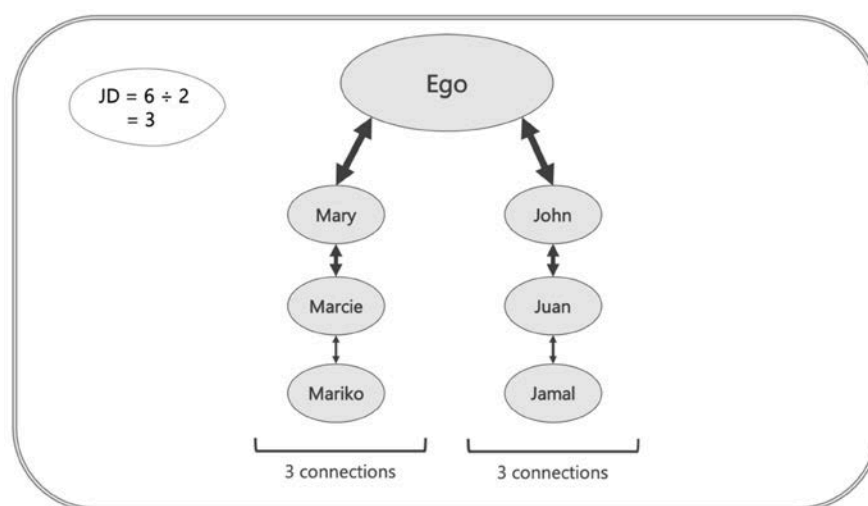 Ego
JD = 6 ÷ 2
= 3
Mary
John
Marcie
Juan
Mariko
Jamal
3 connections
3 connections